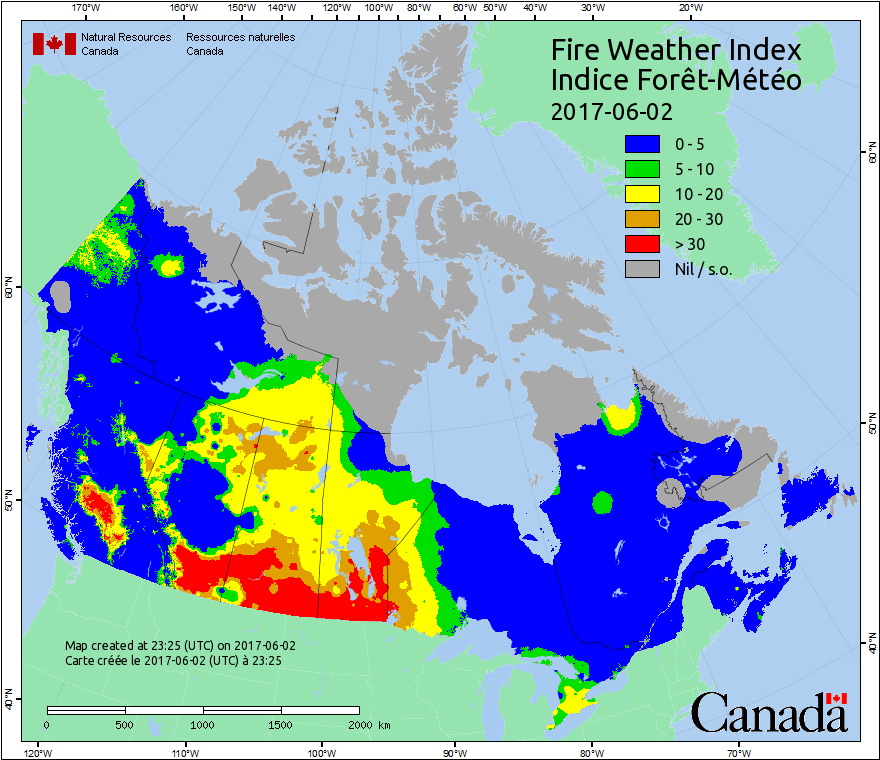 170°W 160°W 150°W 140°W 130°W 120°W 110°W 100°W 90°W 80°W 70°W 60°W 50°W 40°W 30°W 20°W
Natural Resources Canada
Ressources naturelles Canada
Fire Weather Index
Indice Forêt-Météo
2017-06-02
0 - 5
5 - 10
10 - 20
20 - 30
> 30
Nil / s.o.
60°N
50°N
40°N
60°N
50°N
40°N
Map created at 23:25 (UTC) on 2017-06-02
Carte créée le 2017-06-02 (UTC) à 23:25
0 500 1000 1500 2000 km
Canada
120°W 110°W 100°W 90°W 80°W 70°W